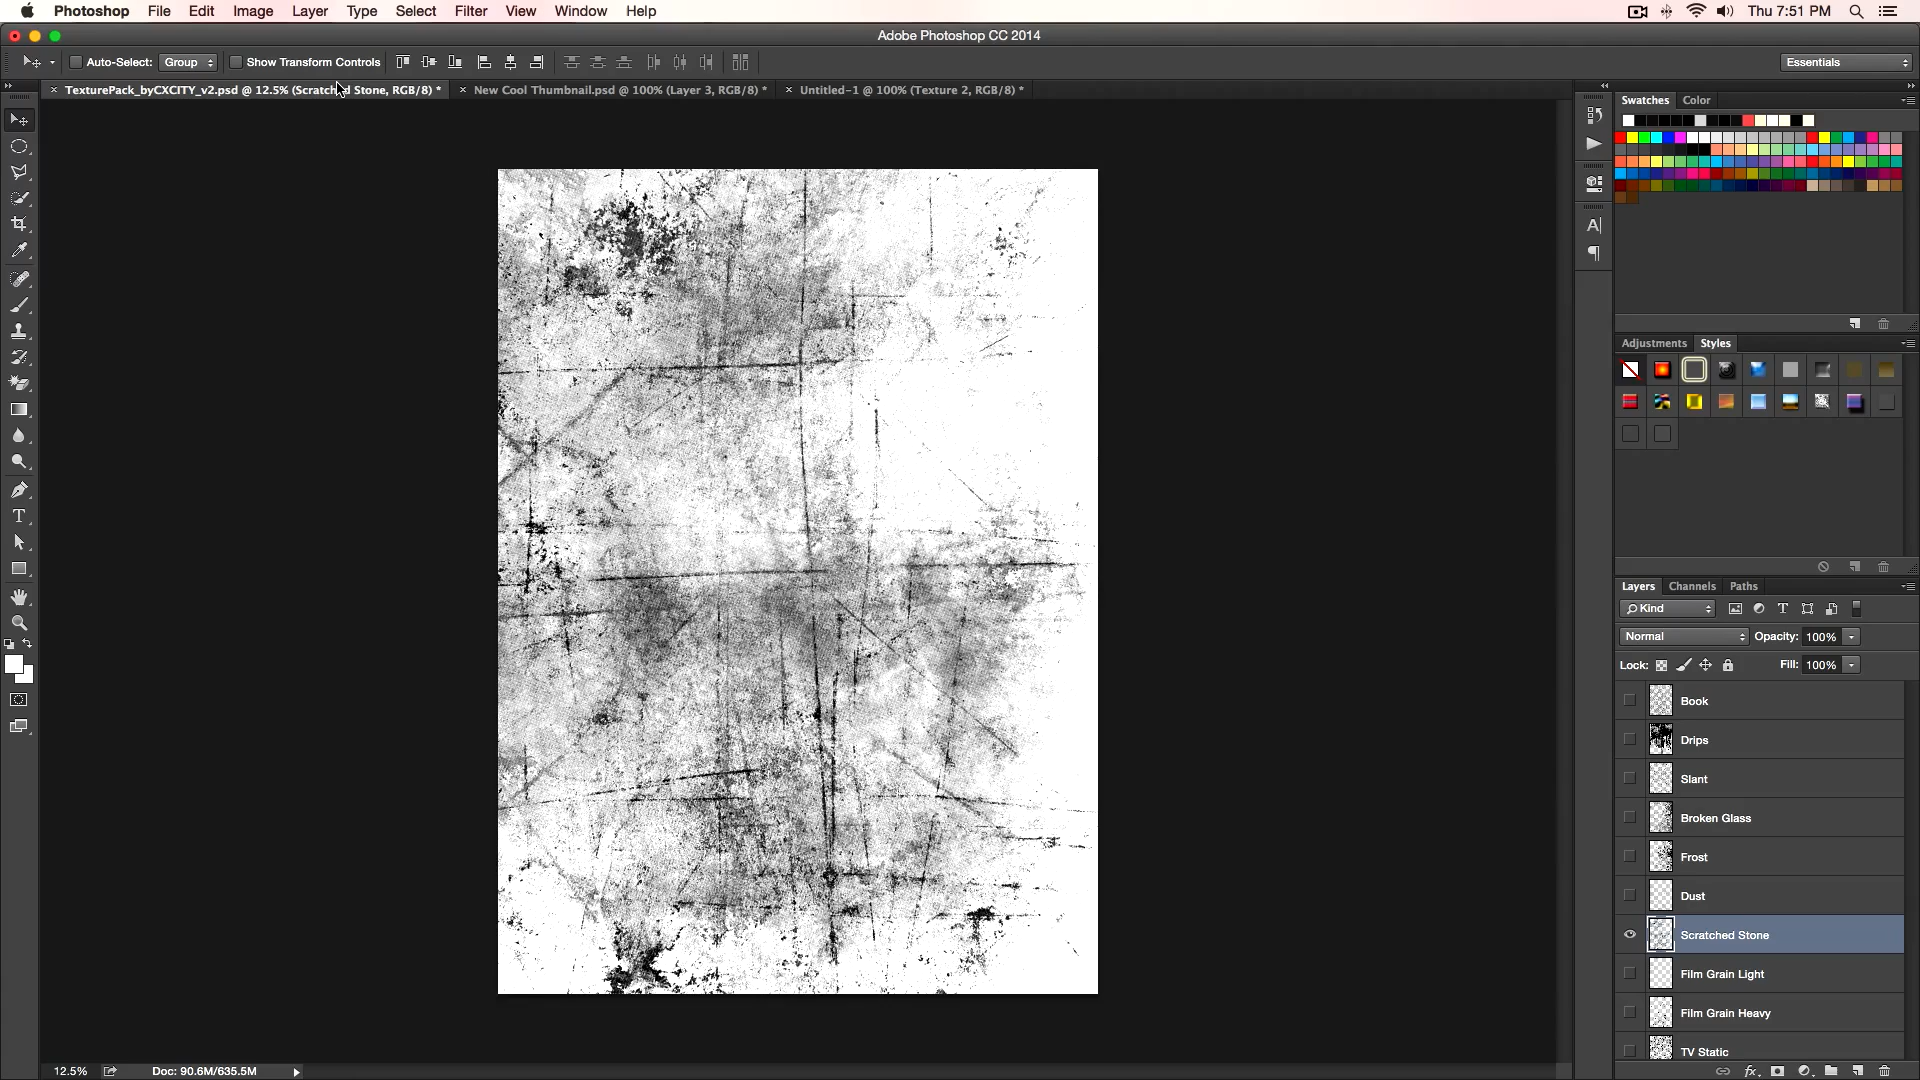 Photoshop File Edit Image Layer Type Select Filter View Window Help Thu 7:51 PM
Adobe Photoshop CC 2014
Auto-Select: Group Show Transform Controls Essentials
TexturePack_byCXCITY_v2.psd @ 12.5% (Scratched Stone, RGB/8) * New Cool Thumbnail.psd @ 100% (Layer 3, RGB/8) * Untitled-1 @ 100% (Texture 2, RGB/8) *
Swatches Color
Adjustments Styles
Layers Channels Paths
Kind
Normal Opacity: 100%
Lock: Fill: 100%
Book
Drips
Slant
Broken Glass
Frost
Dust
Scratched Stone
Film Grain Light
Film Grain Heavy
TV Static
12.5% Doc: 90.6M/635.5M